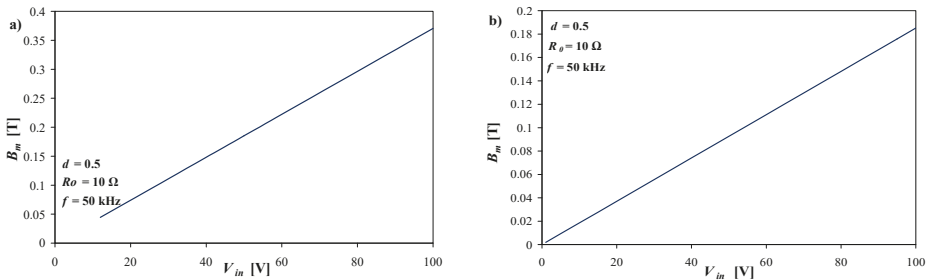 a)
0.4
0.35
0.3
0.25
0.2
0.15
0.1
0.05
0
B_m [T]
d = 0.5
Ro = 10 Ω
f = 50 kHz
0 20 40 60 80 100
V_in [V]
b)
0.2
0.18
0.16
0.14
0.12
0.1
0.08
0.06
0.04
0.02
0
B_m [T]
d = 0.5
R_0 = 10 Ω
f = 50 kHz
0 20 40 60 80 100
V_in [V]